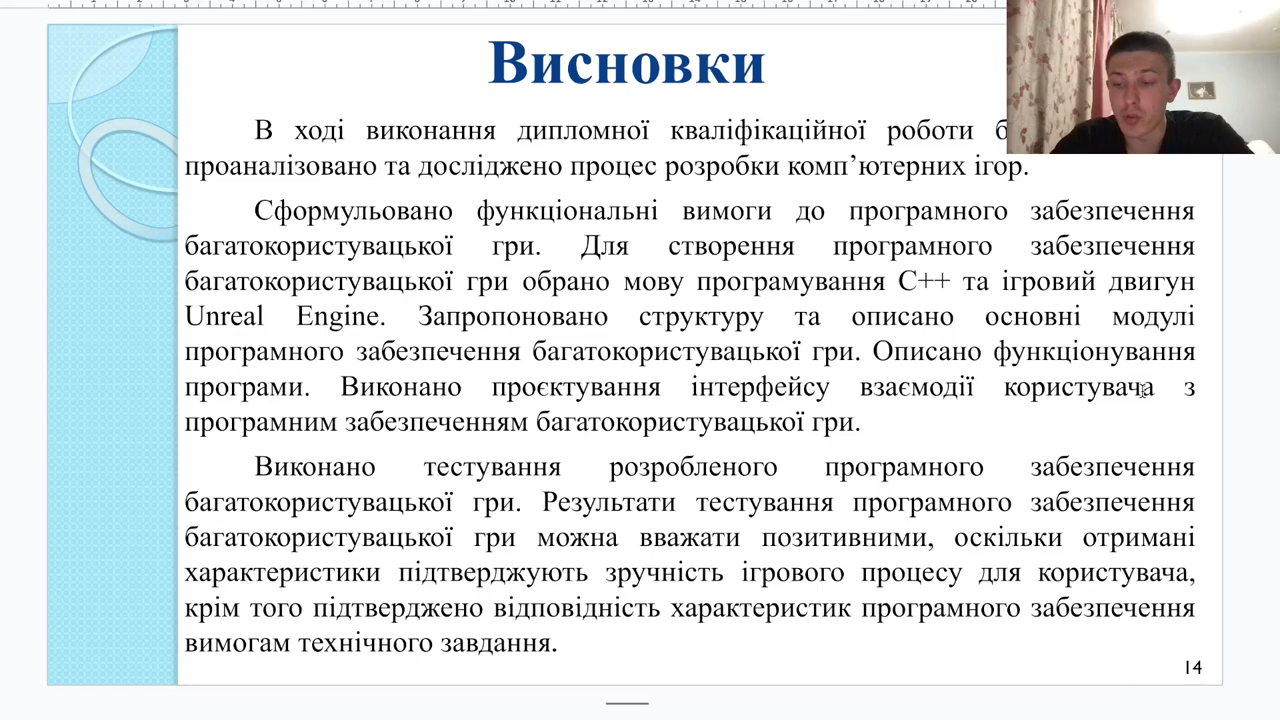 Висновки
В ході виконання дипломної кваліфікаційної роботи
проаналізовано та досліджено процес розробки комп’ютерних ігор.
Сформульовано функціональні вимоги до програмного забезпечення
багатокористувацької гри. Для створення програмного забезпечення
багатокористувацької гри обрано мову програмування С++ та ігровий двигун
Unreal Engine. Запропоновано структуру та описано основні модулі
програмного забезпечення багатокористувацької гри. Описано функціонування
програми. Виконано проєктування інтерфейсу взаємодії користувача з
програмним забезпеченням багатокористувацької гри.
Виконано тестування розробленого програмного забезпечення
багатокористувацької гри. Результати тестування програмного забезпечення
багатокористувацької гри можна вважати позитивними, оскільки отримані
характеристики підтверджують зручність ігрового процесу для користувача,
крім того підтверджено відповідність характеристик програмного забезпечення
вимогам технічного завдання.
14